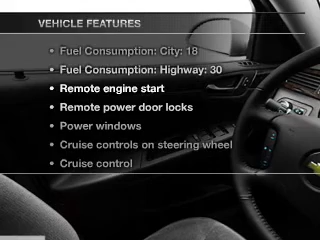 VEHICLE FEATURES
• Fuel Consumption: City: 18
• Fuel Consumption: Highway: 30
• Remote engine start
• Remote power door locks
• Power windows
• Cruise controls on steering wheel
• Cruise control